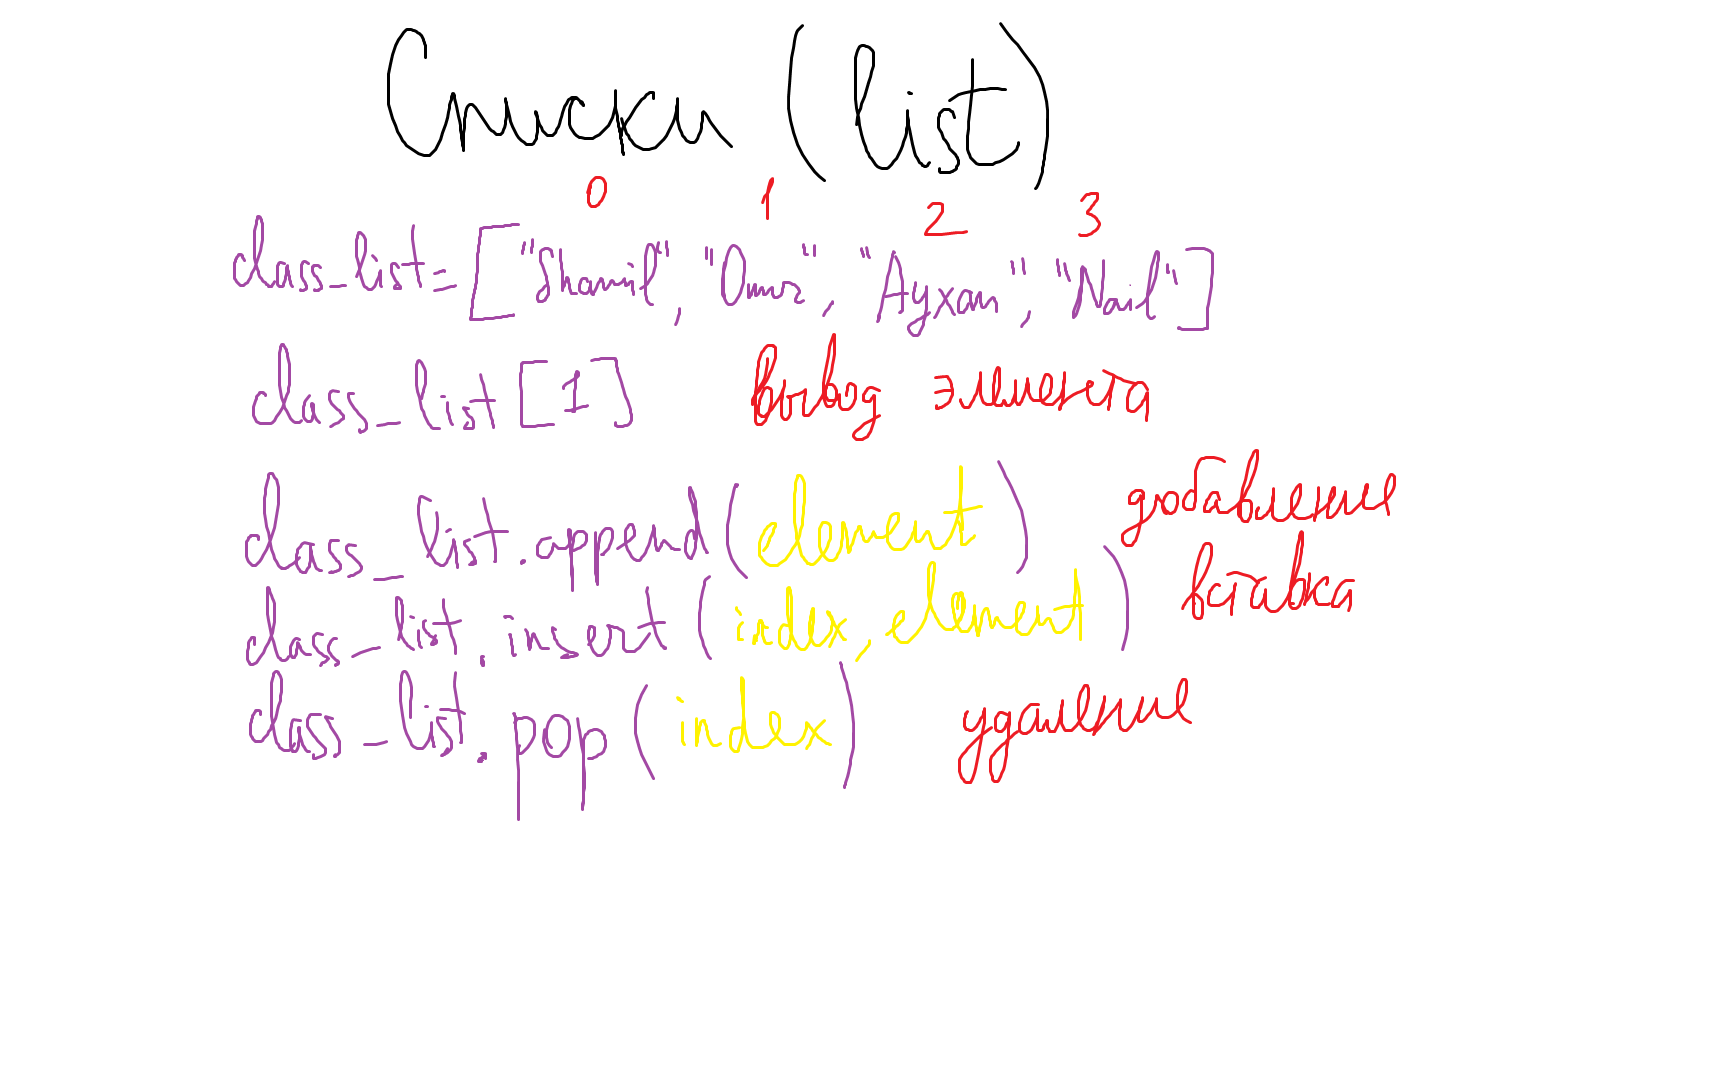 Списки (list)
0 1 2 3
class_list = ["Shamil", "Omar", "Ayxan", "Nail"]
class_list [1] вывод элемента
class_list.append(element) добавление
class_list.insert(index, element) вставка
class_list.pop(index) удаление